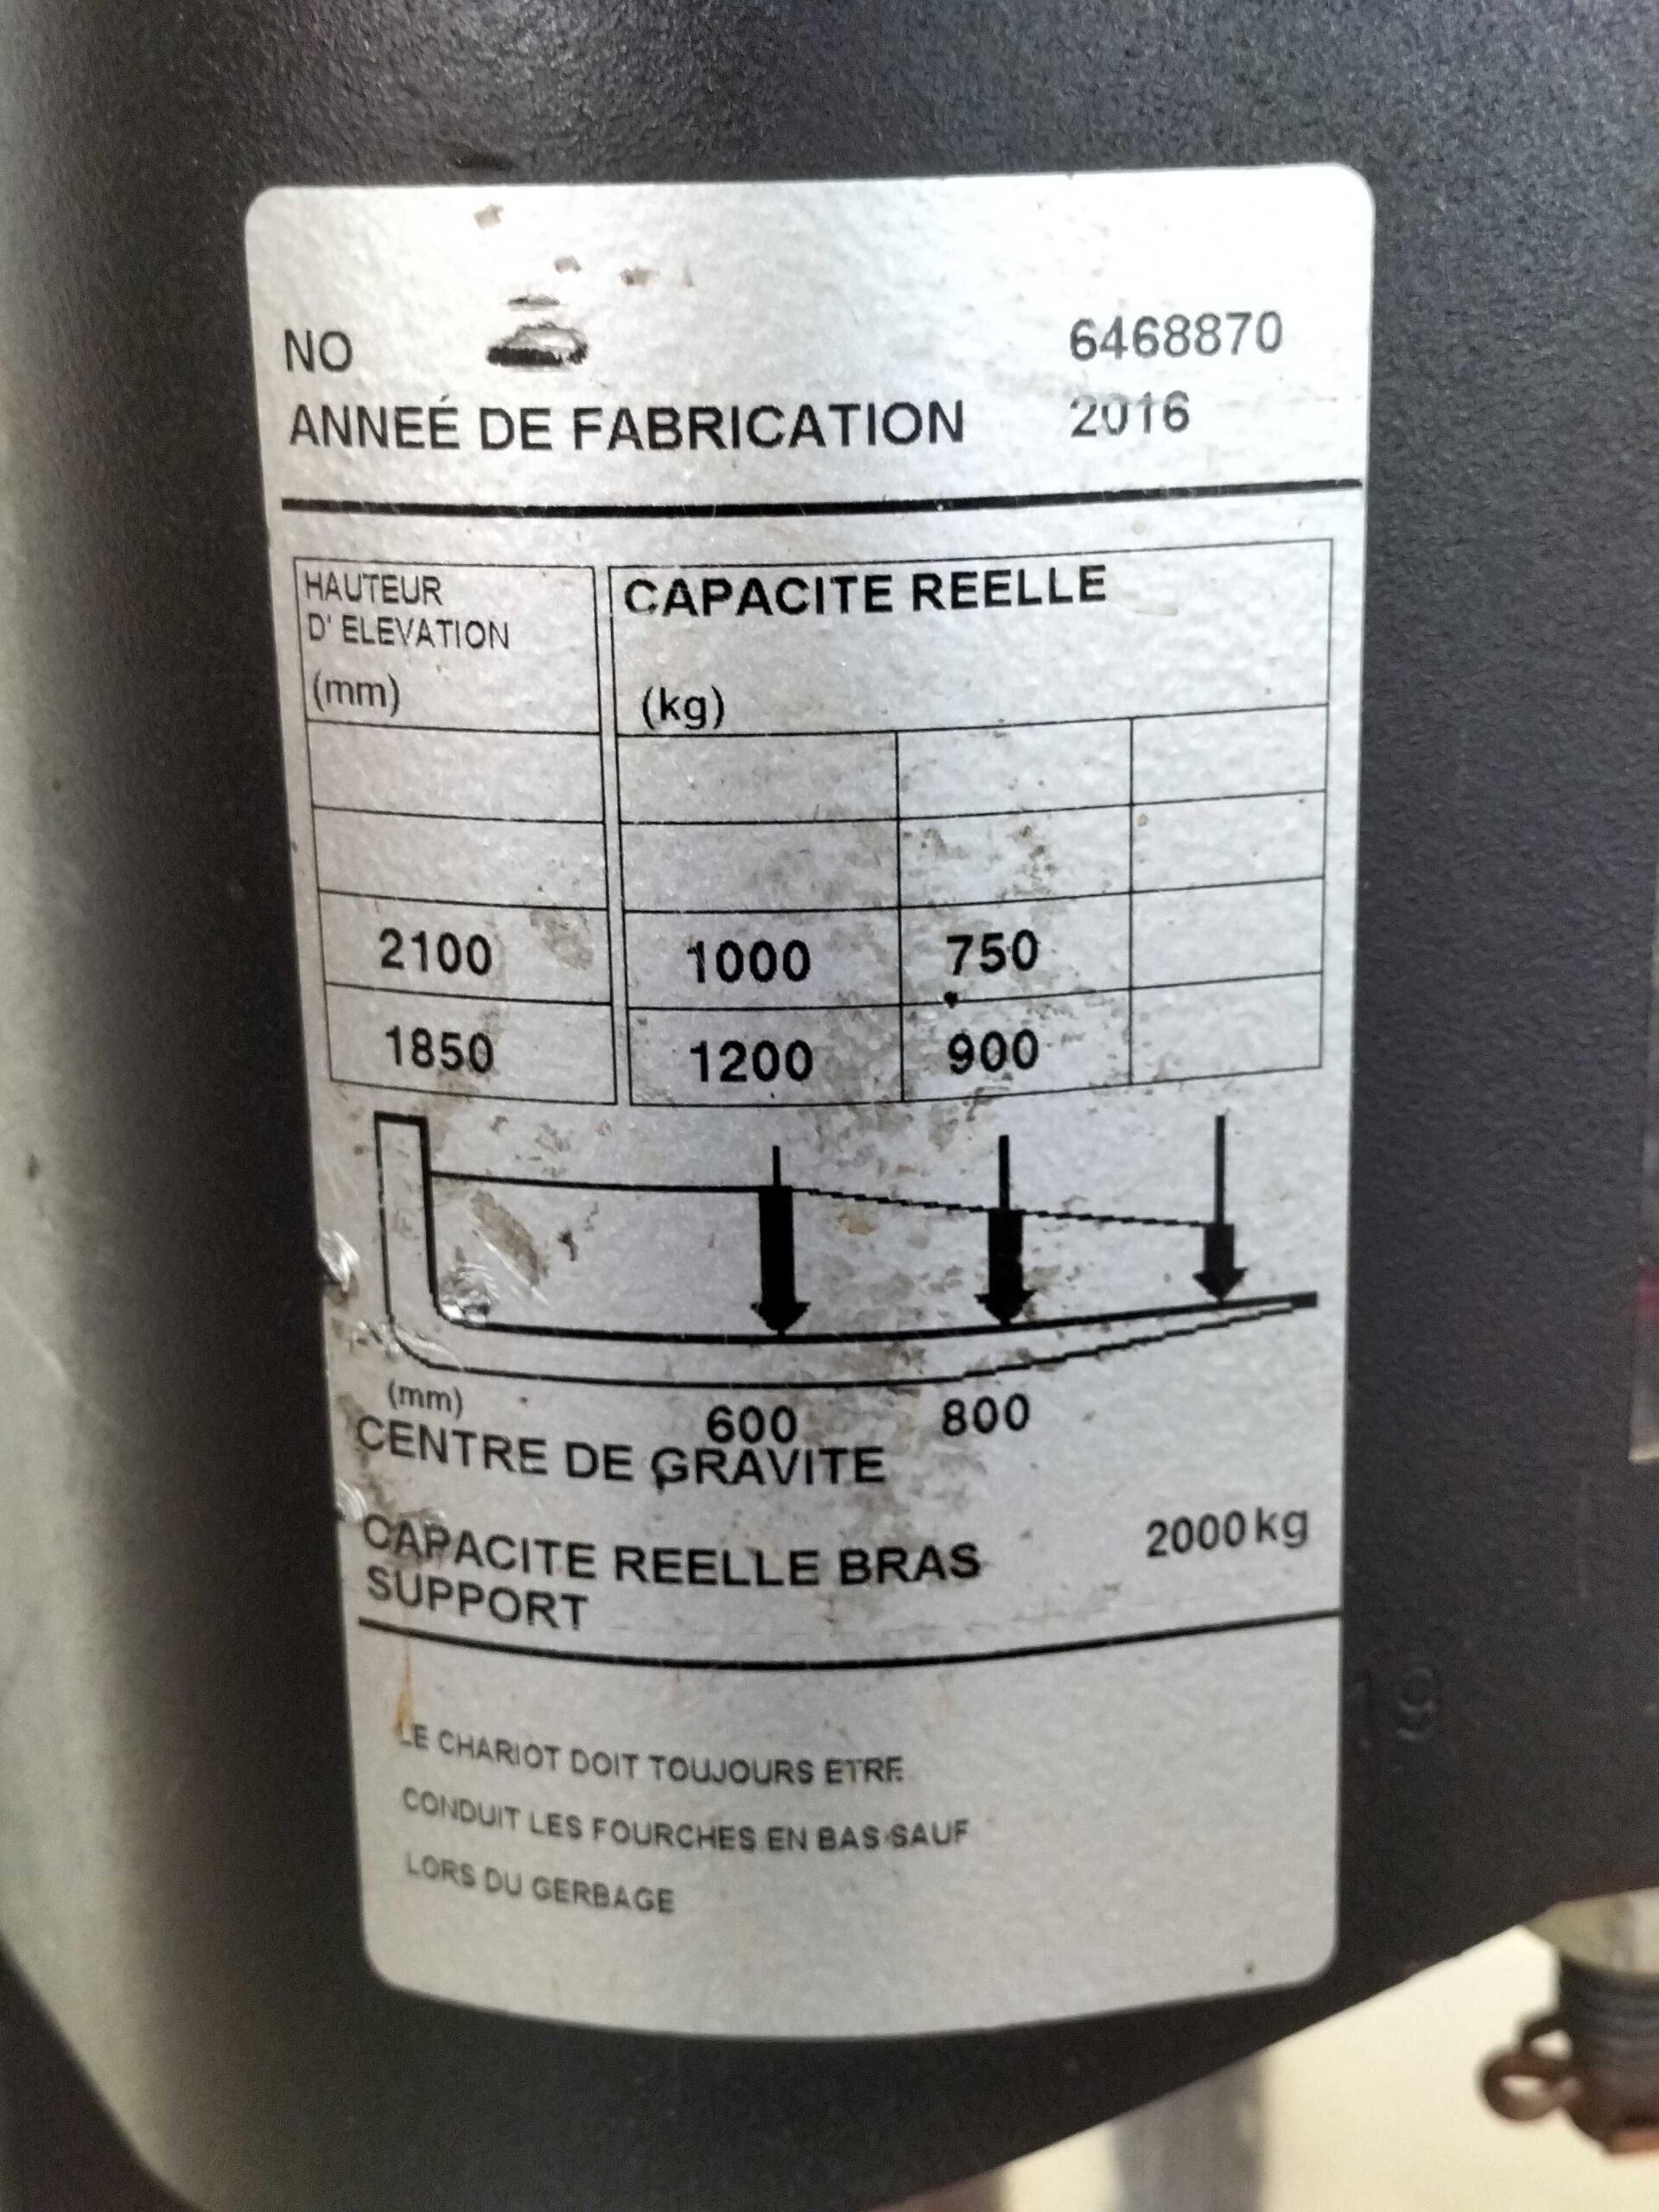 NO 6468870
ANNEÉ DE FABRICATION 2016
HAUTEUR
D' ELEVATION
(mm)
CAPACITE REELLE
(kg)
2100 1000 750
1850 1200 900
(mm) 600 800
CENTRE DE GRAVITE
CAPACITE REELLE BRAS 2000kg
SUPPORT
LE CHARIOT DOIT TOUJOURS ETRE
CONDUIT LES FOURCHES EN BAS SAUF
LORS DU GERBAGE
19